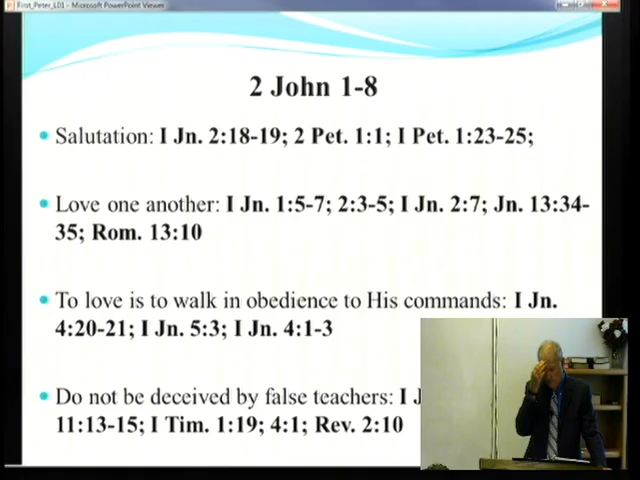 First_Peter_L01 - Microsoft PowerPoint Viewer
2 John 1-8
Salutation: I Jn. 2:18-19; 2 Pet. 1:1; I Pet. 1:23-25;
Love one another: I Jn. 1:5-7; 2:3-5; I Jn. 2:7; Jn. 13:34-
35; Rom. 13:10
To love is to walk in obedience to His commands: I Jn.
4:20-21; I Jn. 5:3; I Jn. 4:1-3
Do not be deceived by false teachers: I
11:13-15; I Tim. 1:19; 4:1; Rev. 2:10